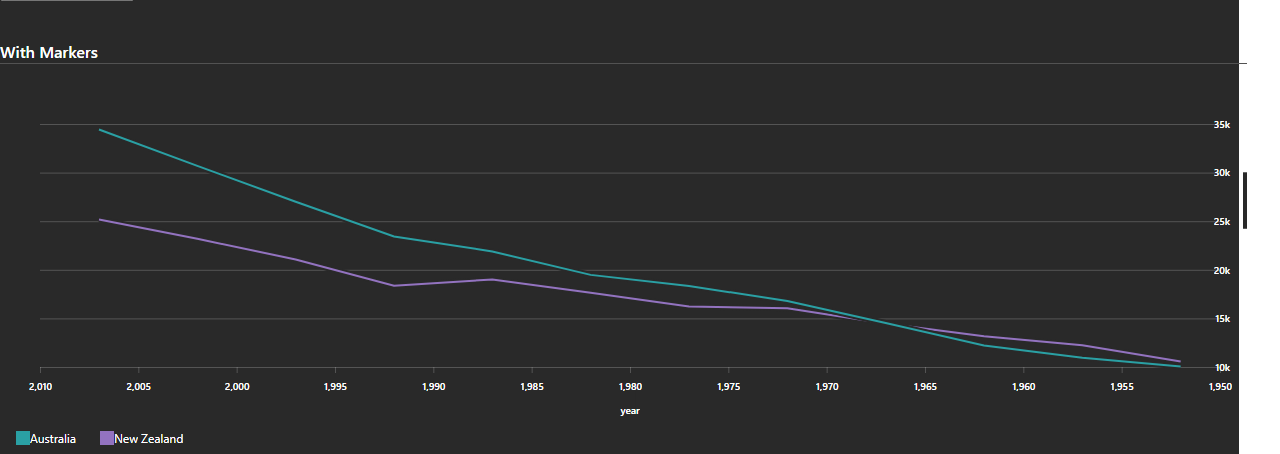 With Markers
35k
30k
25k
20k
15k
10k
2,010 2,005 2,000 1,995 1,990 1,985 1,980 1,975 1,970 1,965 1,960 1,955 1,950
year
Australia New Zealand